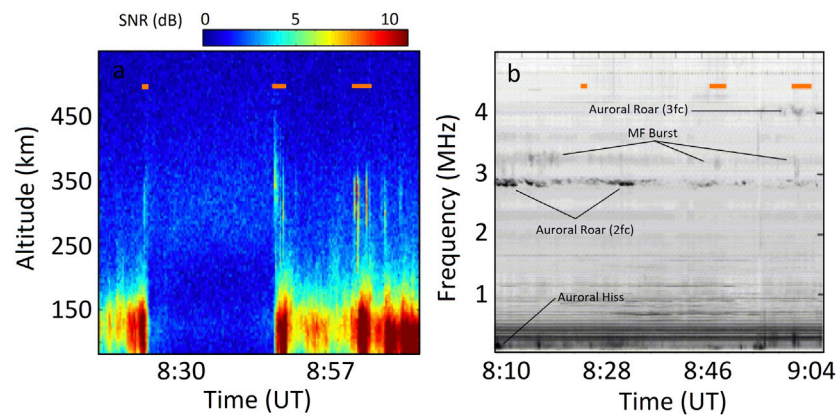 SNR (dB)
0
5
10
a
450
350
250
150
Altitude (km)
8:30
8:57
Time (UT)
b
Auroral Roar (3fc)
MF Burst
Auroral Roar (2fc)
Auroral Hiss
4
3
2
1
Frequency (MHz)
8:10
8:28
8:46
9:04
Time (UT)